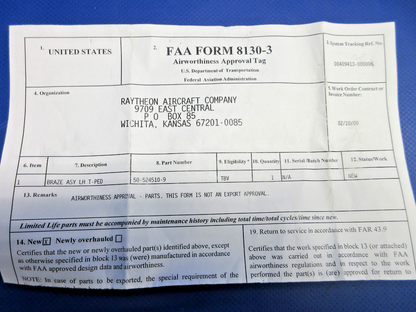 1. UNITED STATES
2. FAA FORM 8130-3
Airworthiness Approval Tag
U.S. Department of Transportation
Federal Aviation Administration
3. System Tracking Ref. No.
4. Organization
RAYTHEON AIRCRAFT COMPANY
9709 EAST CENTRAL
P O BOX 85
WICHITA, KANSAS 67201-0085
5. Work Order Contract or
Invoice Number:
6. Item 7. Description 8. Part Number 9. Eligibility* 10. Quantity 11. Serial/Batch Number 12. Status/Work
1 BRAZE ASY LH T-PED 50-524510-9 TBV 1 N/A NEW
13. Remarks AIRWORTHINESS APPROVAL - PARTS. THIS FORM IS NOT AN EXPORT APPROVAL.
Limited Life parts must be accompanied by maintenance history including total time/total cycles/time since new.
14. New X Newly overhauled
Certifies that the new or newly overhauled part(s) identified above, except
as otherwise specified in block 13 was (were) manufactured in accordance
with FAA approved design data and airworthiness.
NOTE: In case of parts to be exported, the special requirement of the
19. Return to service in accordance with FAR 43.9
Certifies that the work specified in block 13 (or attached)
above was carried out in accordance with FAA
airworthiness regulations and in respect to the work
performed the part(s) is (are) approved for return to